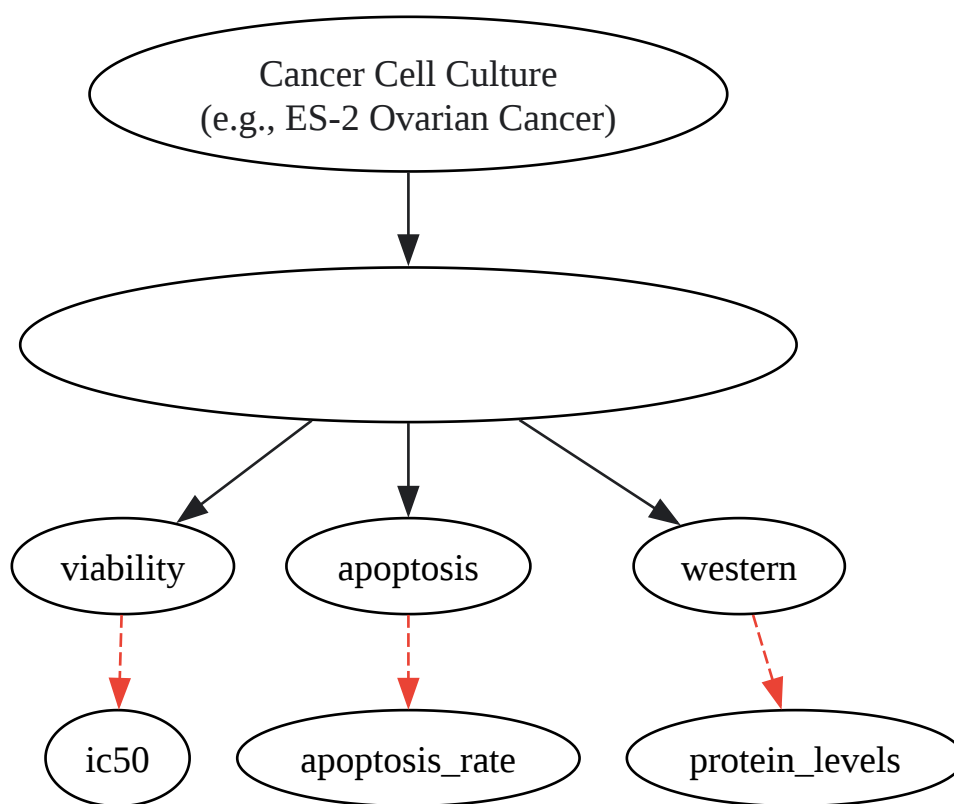 Cancer Cell Culture
(e.g., ES-2 Ovarian Cancer)
viability
apoptosis
western
ic50
apoptosis_rate
protein_levels